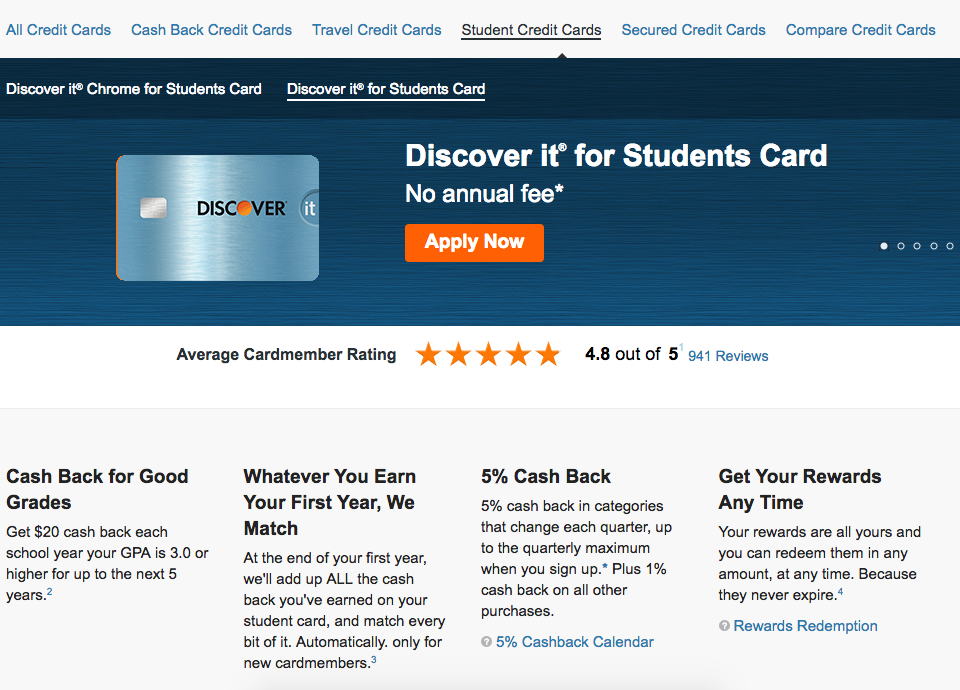 All Credit Cards Cash Back Credit Cards Travel Credit Cards Student Credit Cards Secured Credit Cards Compare Credit Cards
Discover it® Chrome for Students Card Discover it® for Students Card
Discover it® for Students Card
No annual fee*
Apply Now
DISCOVER it
Average Cardmember Rating 4.8 out of 5¹ 941 Reviews
Cash Back for Good
Grades
Get $20 cash back each
school year your GPA is 3.0 or
higher for up to the next 5
years.²
Whatever You Earn
Your First Year, We
Match
At the end of your first year,
we'll add up ALL the cash
back you've earned on your
student card, and match every
bit of it. Automatically. only for
new cardmembers.³
5% Cash Back
5% cash back in categories
that change each quarter, up
to the quarterly maximum
when you sign up.* Plus 1%
cash back on all other
purchases.
? 5% Cashback Calendar
Get Your Rewards
Any Time
Your rewards are all yours and
you can redeem them in any
amount, at any time. Because
they never expire.⁴
? Rewards Redemption